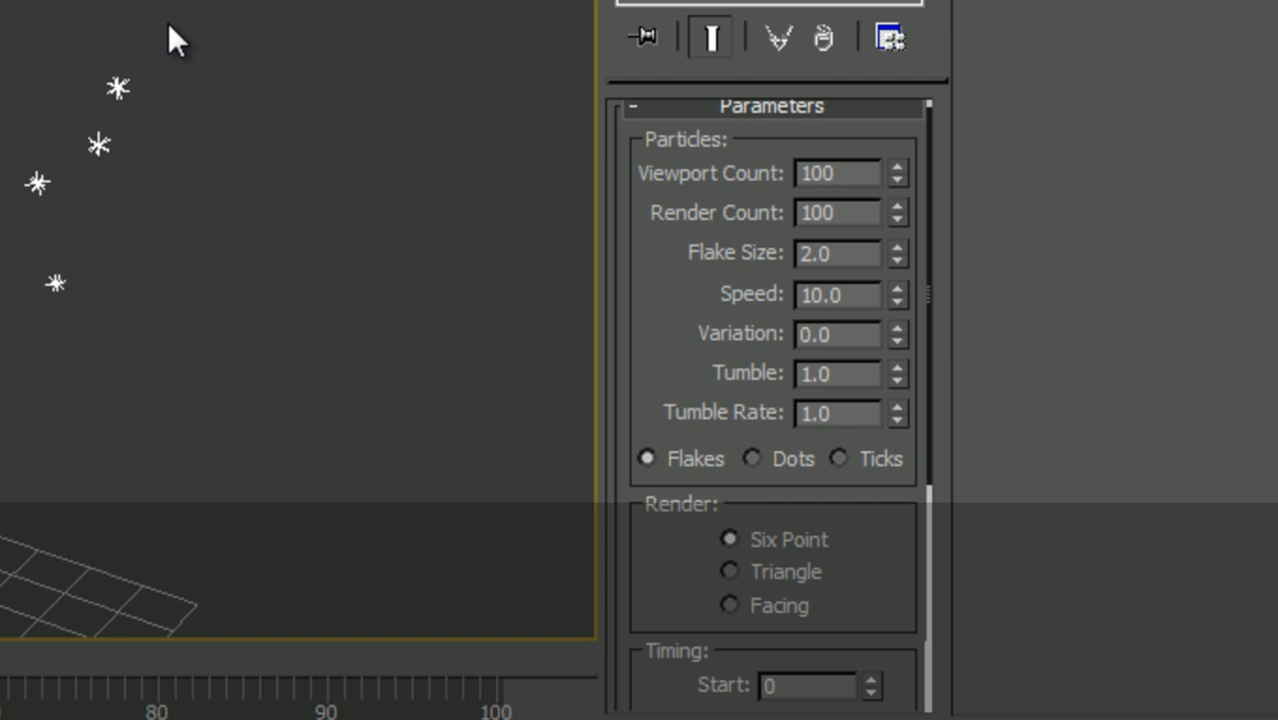 - Parameters
Particles:
Viewport Count: 100
Render Count: 100
Flake Size: 2.0
Speed: 10.0
Variation: 0.0
Tumble: 1.0
Tumble Rate: 1.0
Flakes Dots Ticks
Render:
Six Point
Triangle
Facing
Timing:
Start: 0
80 90 100